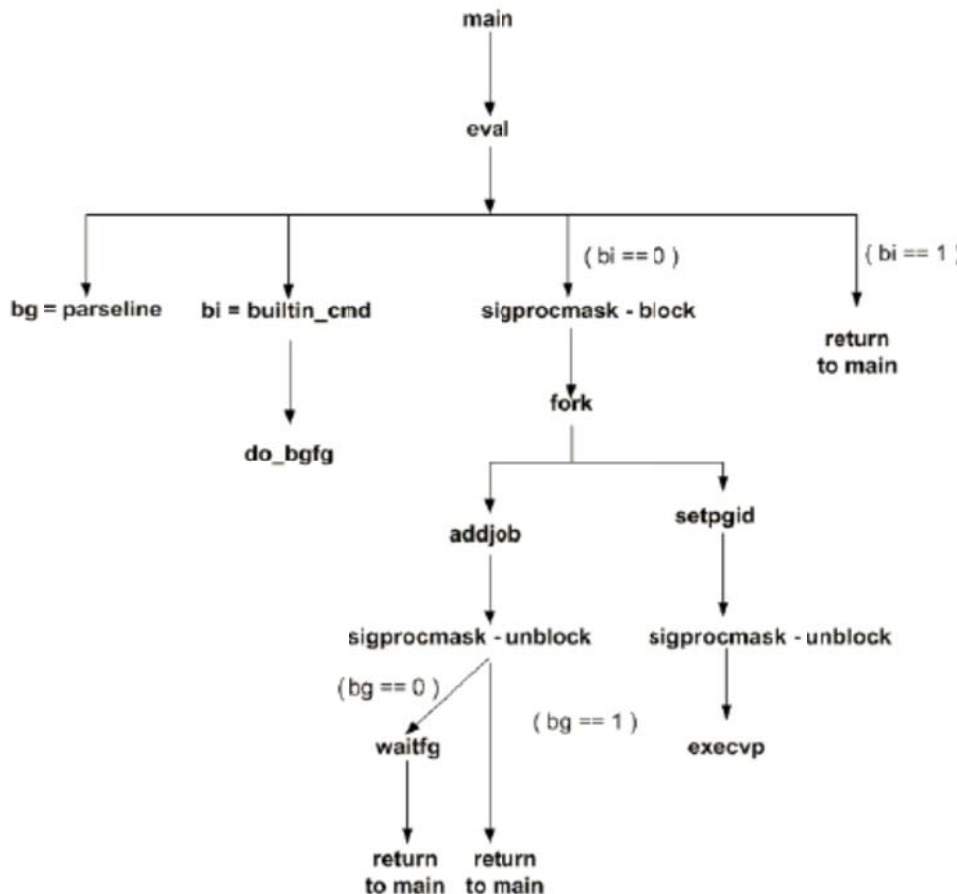 main
eval
( bi == 0 )
( bi == 1 )
bg = parseline
bi = builtin_cmd
sigprocmask - block
return
to main
fork
do_bgfg
addjob
setpgid
sigprocmask - unblock
sigprocmask - unblock
( bg == 0 )
( bg == 1 )
waitfg
execvp
return
to main
return
to main